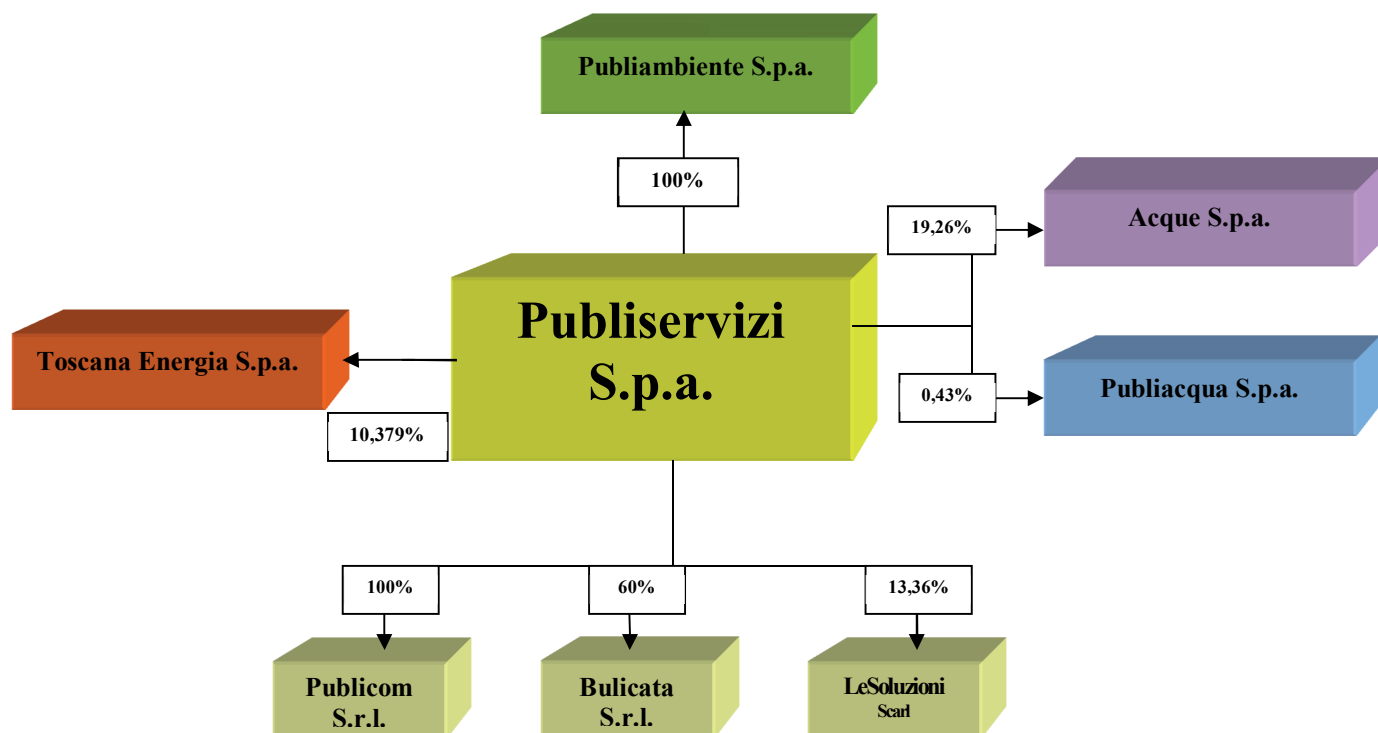 Publiambiente S.p.a.
100%
19,26%
Acque S.p.a.
Publiservizi
S.p.a.
Toscana Energia S.p.a.
10,379%
0,43%
Publiacqua S.p.a.
100%
60%
13,36%
Publicom
S.r.l.
Bulicata
S.r.l.
LeSoluzioni
Scarl